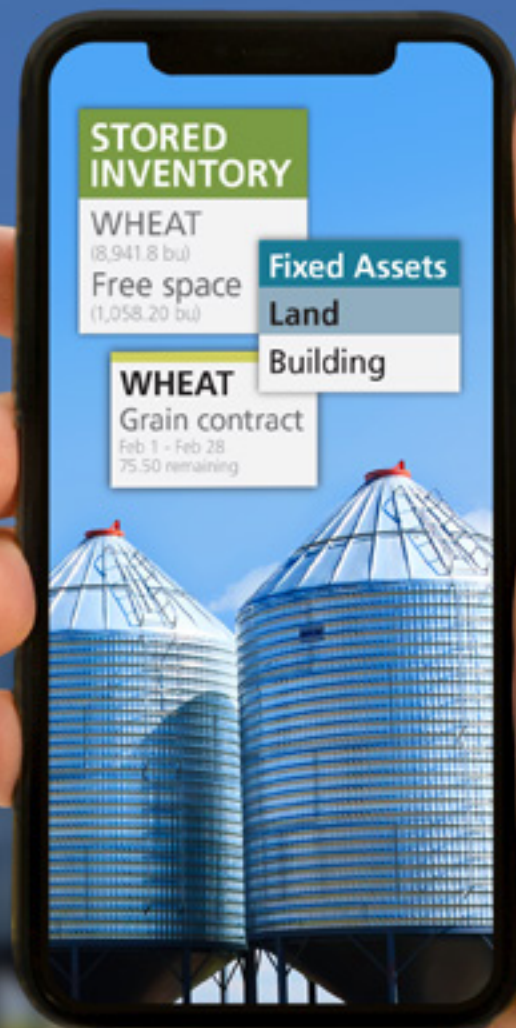 STORED
INVENTORY
WHEAT
(8,941.8 bu)
Free space
(1,058.20 bu)
Fixed Assets
Land
Building
WHEAT
Grain contract
Feb 1 - Feb 28
75.50 remaining